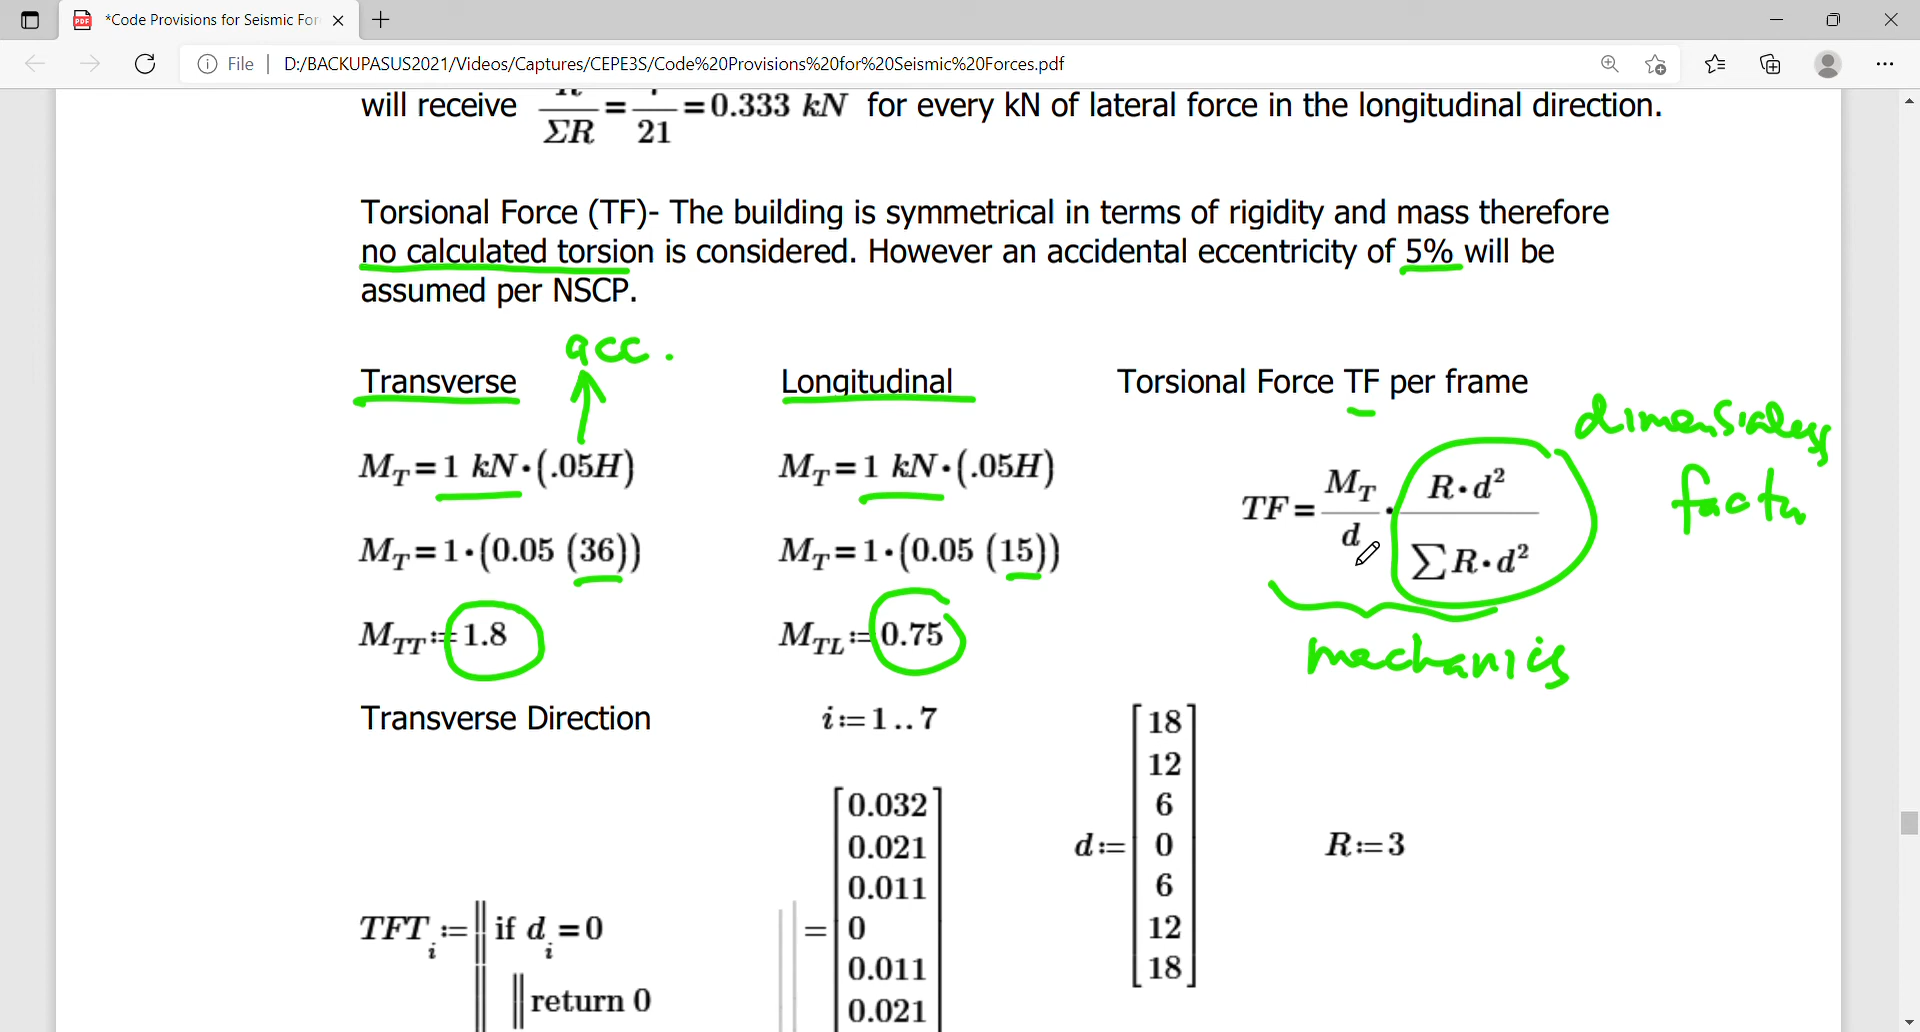 *Code Provisions for Seismic For
File | D:/BACKUPASUS2021/Videos/Captures/CEPE3S/Code%20Provisions%20for%20Seismic%20Forces.pdf
will receive R/ΣR = 7/21 = 0.333 kN for every kN of lateral force in the longitudinal direction.
Torsional Force (TF)- The building is symmetrical in terms of rigidity and mass therefore
no calculated torsion is considered. However an accidental eccentricity of 5% will be
assumed per NSCP.
acc.
Transverse Longitudinal Torsional Force TF per frame
dimensionless
factor
M_T = 1 kN·(.05H) M_T = 1 kN·(.05H) TF = M_T/d · R·d²/∑R·d²
M_T = 1·(0.05 (36)) M_T = 1·(0.05 (15))
M_TT := 1.8 M_TL := 0.75
mechanics
Transverse Direction i := 1..7
TFT_i := ‖ if d_i = 0
‖ return 0
= [0.032
0.021
0.011
0
0.011
0.021
d := [18
12
6
0
6
12
18]
R := 3